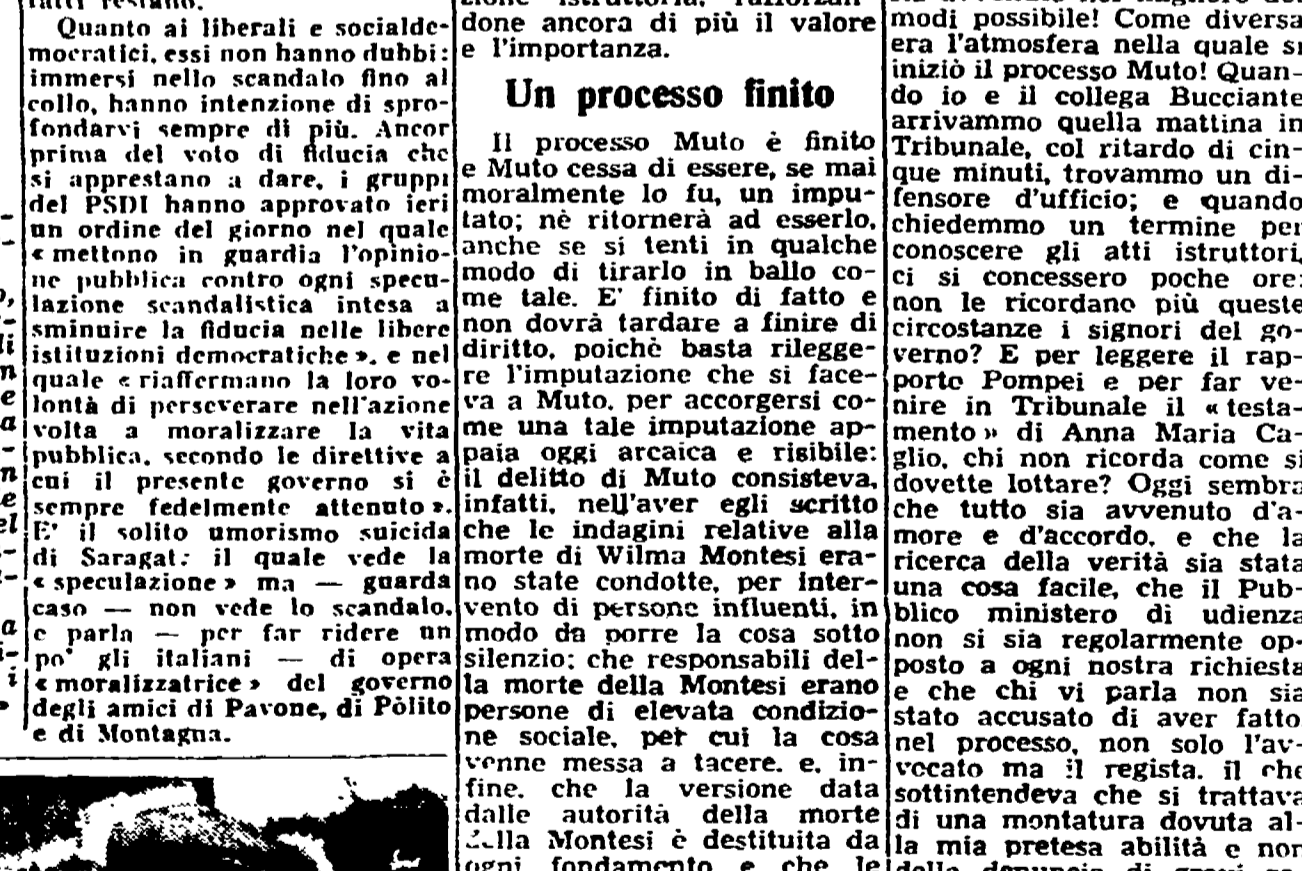 Quanto ai liberali e socialde-
mocratici, essi non hanno dubbi:
immersi nello scandalo fino al
collo, hanno intenzione di spro-
fondarvi sempre di più. Ancor
prima del voto di fiducia che
si apprestano a dare, i gruppi
del PSDI hanno approvato ieri
un ordine del giorno nel quale
« mettono in guardia l'opinio-
ne pubblica contro ogni specu-
lazione scandalistica intesa a
sminuire la fiducia nelle libere
istituzioni democratiche », e nel
quale « riaffermano la loro vo-
lontà di perseverare nell'azione
volta a moralizzare la vita
pubblica, secondo le direttive a
cui il presente governo si è
sempre fedelmente attenuto ».
E' il solito umorismo suicida
di Saragat: il quale vede la
« speculazione » ma — guarda
caso — non vede lo scandalo,
e parla — per far ridere un
po' gli italiani — di opera
« moralizzatrice » del governo
degli amici di Pavone, di Pòlito
e di Montagna.
done ancora di più il valore
e l'importanza.
Un processo finito
Il processo Muto è finito
e Muto cessa di essere, se mai
moralmente lo fu, un impu-
tato; nè ritornerà ad esserlo,
anche se si tenti in qualche
modo di tirarlo in ballo co-
me tale. E' finito di fatto e
non dovrà tardare a finire di
diritto, poichè basta rilegge-
re l'imputazione che si face-
va a Muto, per accorgersi co-
me una tale imputazione ap-
paia oggi arcaica e risibile:
il delitto di Muto consisteva,
infatti, nell'aver egli scritto
che le indagini relative alla
morte di Wilma Montesi era-
no state condotte, per inter-
vento di persone influenti, in
modo da porre la cosa sotto
silenzio; che responsabili del-
la morte della Montesi erano
persone di elevata condizio-
ne sociale, per cui la cosa
venne messa a tacere, e, in-
fine, che la versione data
dalle autorità della morte
della Montesi è destituita da
ogni fondamento e che le
modi possibile! Come diversa
era l'atmosfera nella quale si
iniziò il processo Muto! Quan-
do io e il collega Bucciante
arrivammo quella mattina in
Tribunale, col ritardo di cin-
que minuti, trovammo un di-
fensore d'ufficio; e quando
chiedemmo un termine per
conoscere gli atti istruttori,
ci si concessero poche ore:
non le ricordano più queste
circostanze i signori del go-
verno? E per leggere il rap-
porto Pompei e per far ve-
nire in Tribunale il « testa-
mento » di Anna Maria Ca-
glio, chi non ricorda come si
dovette lottare? Oggi sembra
che tutto sia avvenuto d'a-
more e d'accordo, e che la
ricerca della verità sia stata
una cosa facile, che il Pub-
blico ministero di udienza
non si sia regolarmente op-
posto a ogni nostra richiesta
e che chi vi parla non sia
stato accusato di aver fatto
nel processo, non solo l'av-
vocato ma il regista, il che
sottintendeva che si trattava
di una montatura dovuta al-
la mia pretesa abilità e non